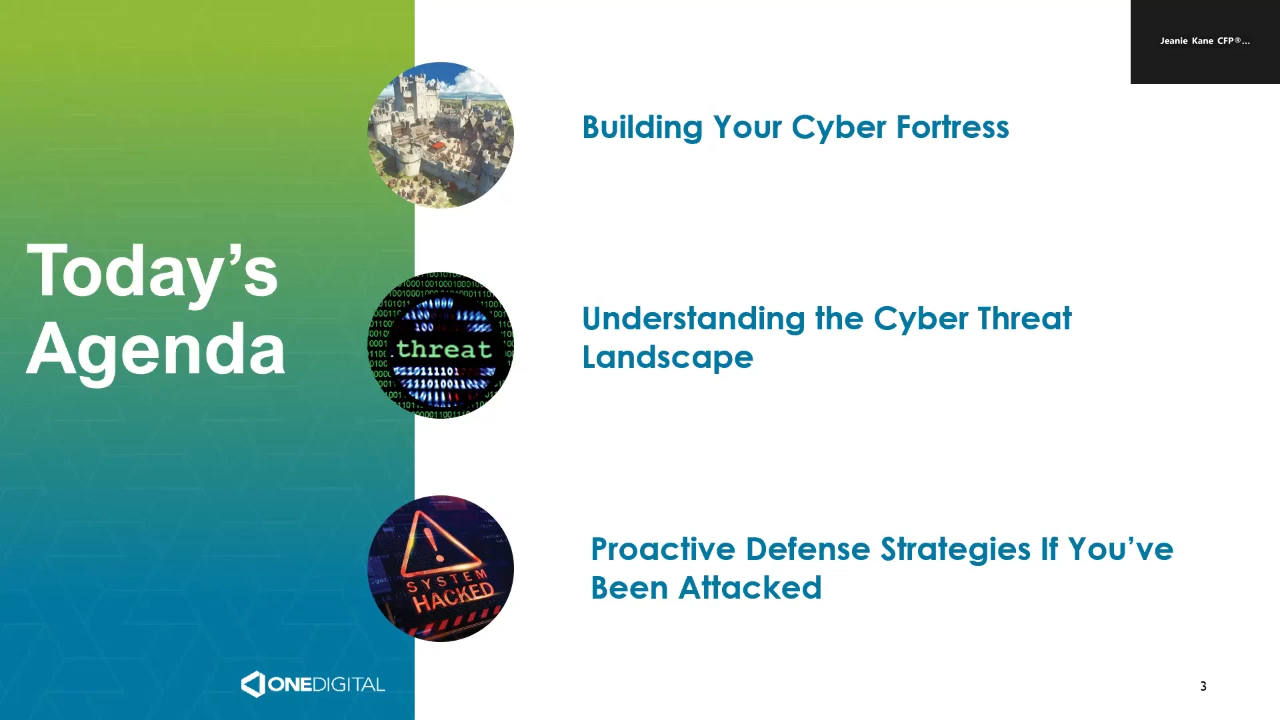 Jeanie Kane CFP®...
Building Your Cyber Fortress
Today’s
Agenda
Understanding the Cyber Threat
Landscape
threat
Proactive Defense Strategies If You’ve
Been Attacked
SYSTEM
HACKED
ONEDIGITAL
3